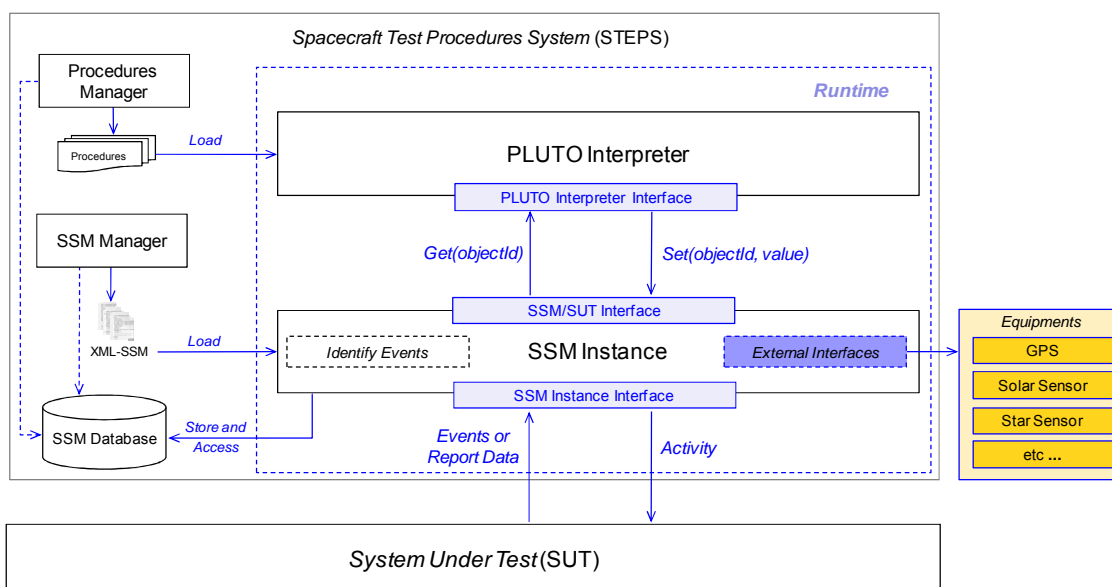 Spacecraft Test Procedures System (STEPS)
Procedures
Manager
Runtime
Load
Procedures
PLUTO Interpreter
PLUTO Interpreter Interface
SSM Manager
Get(objectId)
Set(objectId, value)
SSM/SUT Interface
XML-SSM
Load
Identify Events
SSM Instance
External Interfaces
Equipments
GPS
Solar Sensor
Star Sensor
etc ...
SSM Instance Interface
SSM Database
Store and
Access
Events or
Report Data
Activity
System Under Test (SUT)